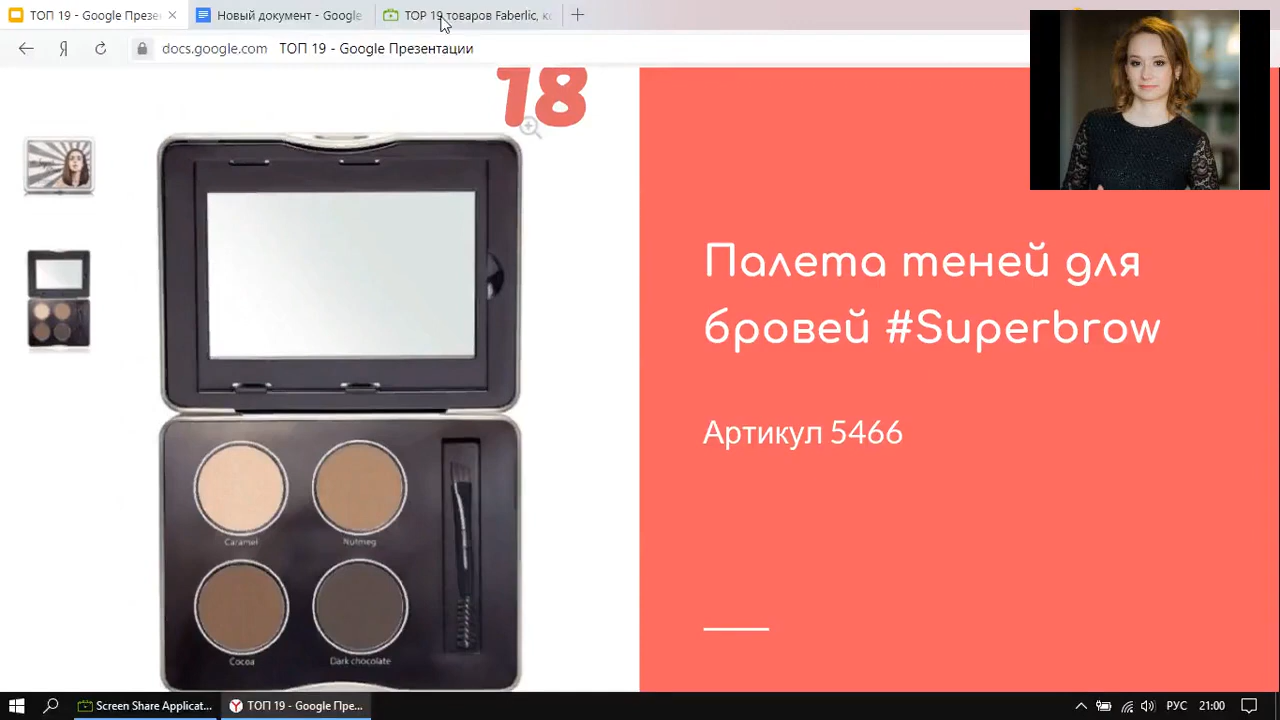 ТОП 19 - Google Презе
Новый документ - Google
TOP 19 товаров Faberlic, кс
Я
docs.google.com
ТОП 19 - Google Презентации
18
Палета теней для
бровей #Superbrow
Артикул 5466
Caramel
Nutmeg
Cocoa
Dark chocolate
Screen Share Applicat...
ТОП 19 - Google Пре...
РУС
21:00